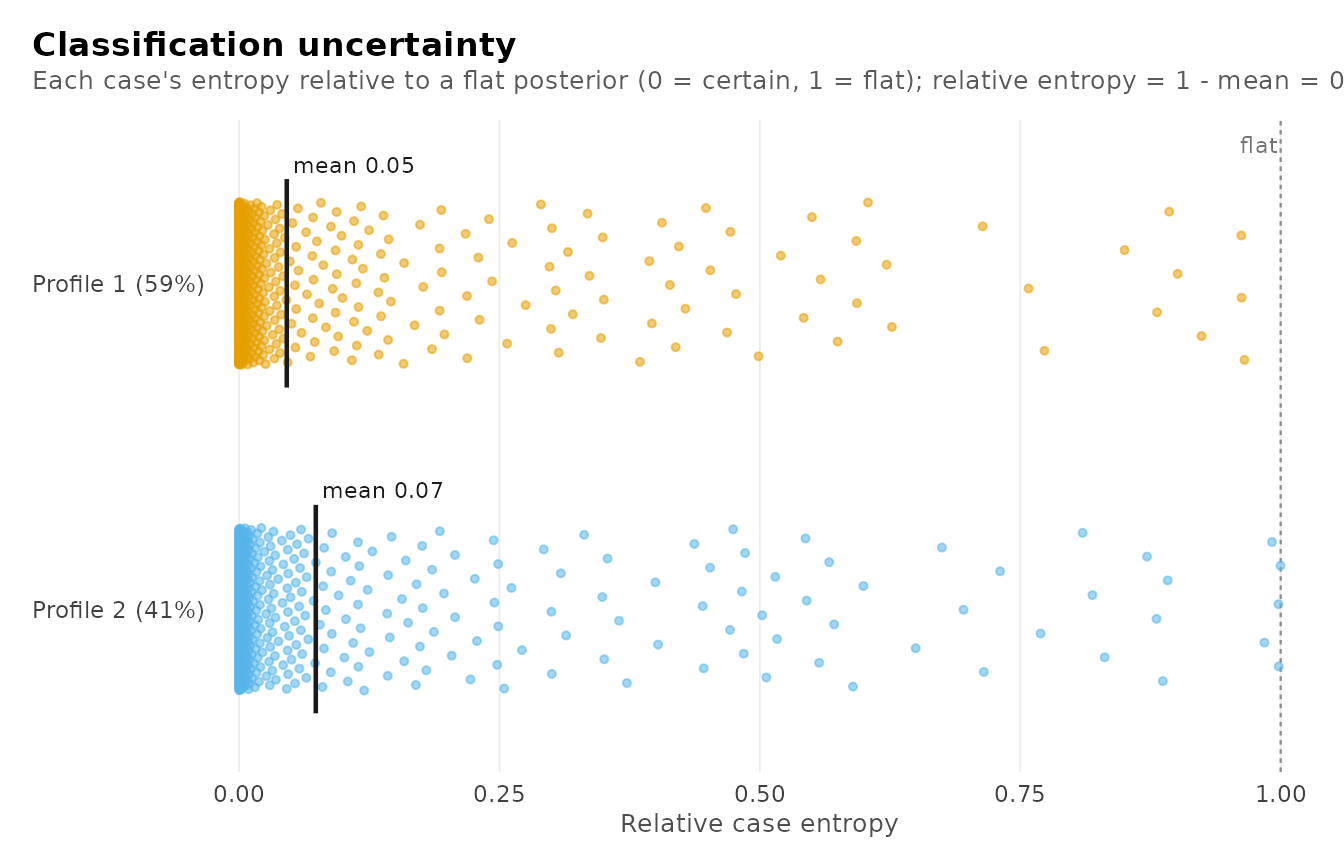 Classification uncertainty
Each case's entropy relative to a flat posterior (0 = certain, 1 = flat); relative entropy = 1 - mean = 0
flat
mean 0.05
Profile 1 (59%)
mean 0.07
Profile 2 (41%)
0.00 0.25 0.50 0.75 1.00
Relative case entropy